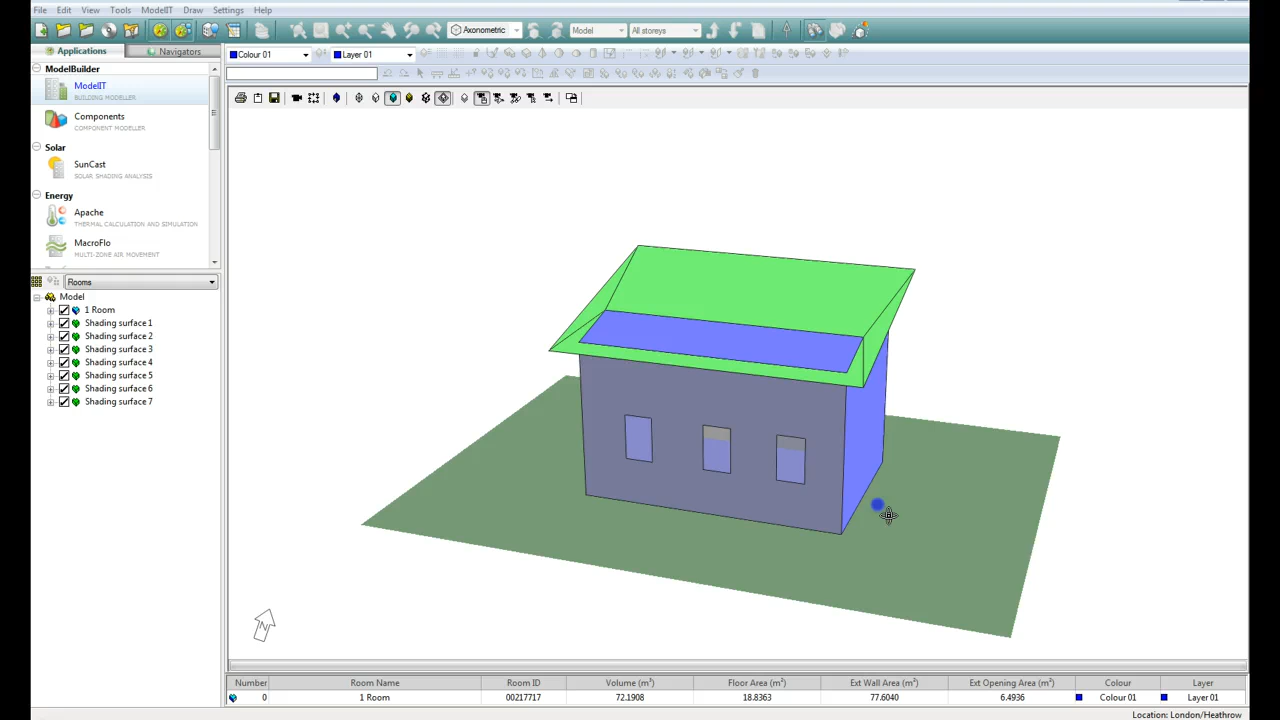 File Edit View Tools ModelIT Draw Settings Help
Axonometric Model All storeys
Applications Navigators
Colour 01 Layer 01
ModelBuilder
ModelIT
BUILDING MODELLER
Components
COMPONENT MODELLER
Solar
SunCast
SOLAR SHADING ANALYSIS
Energy
Apache
THERMAL CALCULATION AND SIMULATION
MacroFlo
MULTI-ZONE AIR MOVEMENT
Rooms
Model
1 Room
Shading surface 1
Shading surface 2
Shading surface 3
Shading surface 4
Shading surface 5
Shading surface 6
Shading surface 7
N
Number Room Name Room ID Volume (m³) Floor Area (m²) Ext Wall Area (m²) Ext Opening Area (m²) Colour Layer
0 1 Room 00217717 72.1908 18.8363 77.6040 6.4936 Colour 01 Layer 01
Location: London/Heathrow